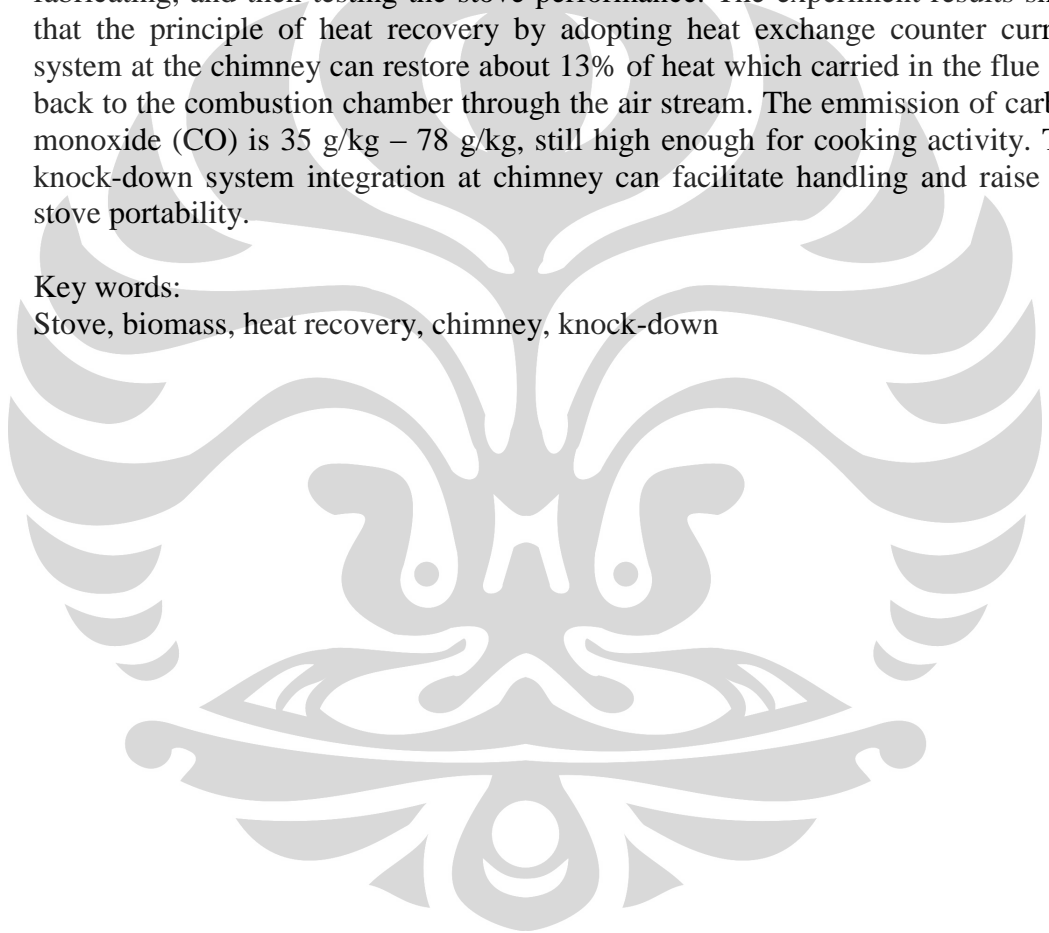 fabricating, and then testing the stove performance. The experiment results
that the principle of heat recovery by adopting heat exchange counter
system at the chimney can restore about 13% of heat which carried in the flue
back to the combustion chamber through the air stream. The emmission of
monoxide (CO) is 35 g/kg – 78 g/kg, still high enough for cooking activity.
knock-down system integration at chimney can facilitate handling and raise
stove portability.
Key words:
Stove, biomass, heat recovery, chimney, knock-down